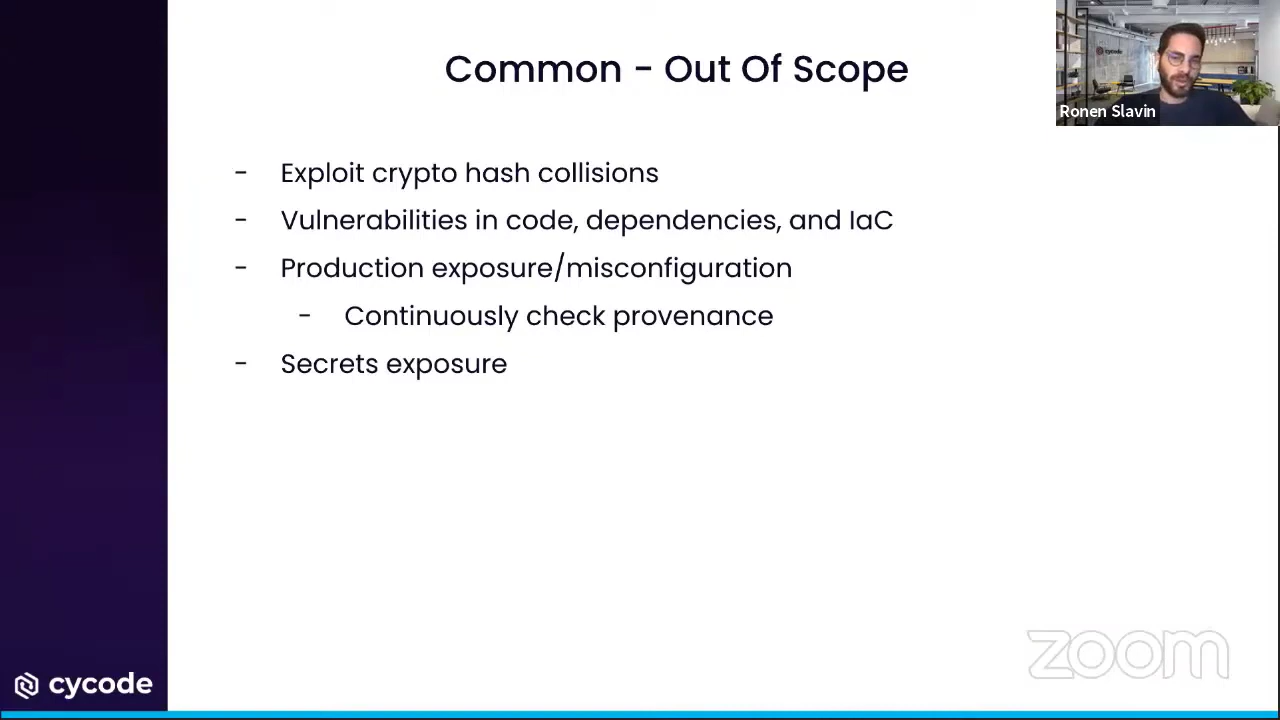 Common - Out Of Scope
Ronen Slavin
- Exploit crypto hash collisions
- Vulnerabilities in code, dependencies, and IaC
- Production exposure/misconfiguration
- Continuously check provenance
- Secrets exposure
zoom
cycode